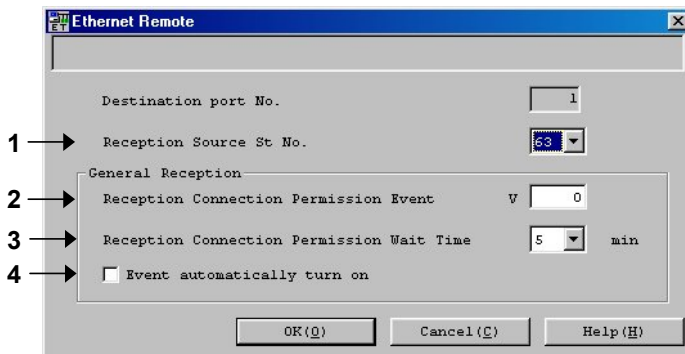 ET Ethernet Remote
Destination port No. 1
1 Reception Source St No. 63
General Reception
2 Reception Connection Permission Event V 0
3 Reception Connection Permission Wait Time 5 min
4 Event automatically turn on
OK(O) Cancel(C) Help(H)